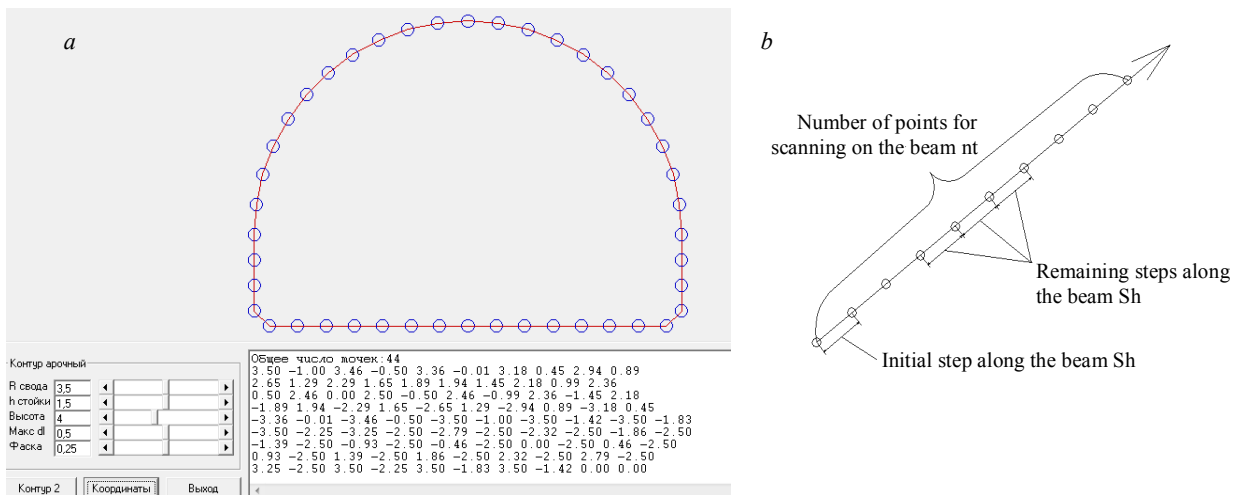 a
Контур арочный
R свода 3,5
h стойки 1,5
Высота 4
Макс dl 0,5
Фаска 0,25
Контур 2 Координаты Выход
Общее число точек:44
3.50 -1.00 3.46 -0.50 3.36 -0.01 3.18 0.45 2.94 0.89
2.65 1.29 2.29 1.65 1.89 1.94 1.45 2.18 0.99 2.36
0.50 2.46 0.00 2.50 -0.50 2.46 -0.99 2.36 -1.45 2.18
-1.89 1.94 -2.29 1.65 -2.65 1.29 -2.94 0.89 -3.18 0.45
-3.36 -0.01 -3.46 -0.50 -3.50 -1.00 -3.50 -1.42 -3.50 -1.83
-3.50 -2.25 -3.25 -2.50 -2.79 -2.50 -2.32 -2.50 -1.86 -2.50
-1.39 -2.50 -0.93 -2.50 -0.46 -2.50 0.00 -2.50 0.46 -2.50
0.93 -2.50 1.39 -2.50 1.86 -2.50 2.32 -2.50 2.79 -2.50
3.25 -2.50 3.50 -2.25 3.50 -1.83 3.50 -1.42 0.00 0.00
b
Number of points for
scanning on the beam nt
Remaining steps along
the beam Sh
Initial step along the beam Sh